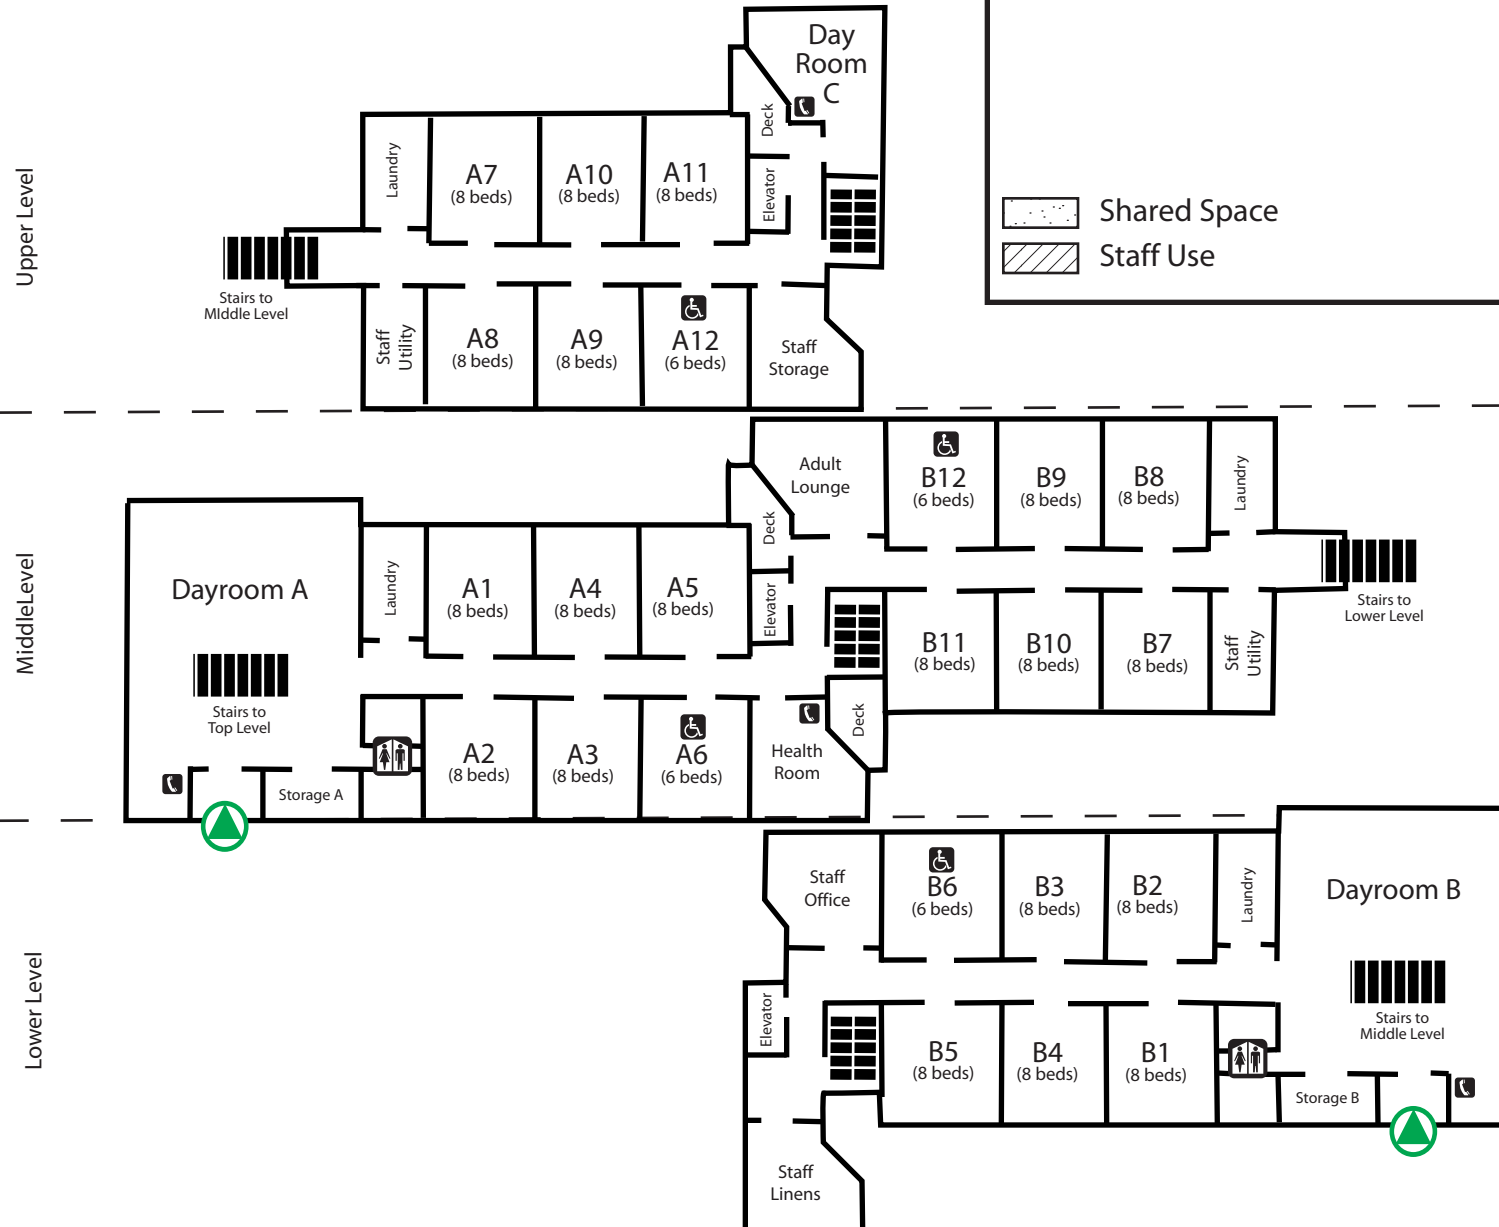 Day
Room
C
Deck
Laundry
A7
(8 beds)
A10
(8 beds)
A11
(8 beds)
Elevator
Upper Level
Shared Space
Staff Use
Stairs to
MIddle Level
Staff
Utility
A8
(8 beds)
A9
(8 beds)
A12
(6 beds)
Staff
Storage
Adult
Lounge
B12
(6 beds)
B9
(8 beds)
B8
(8 beds)
Laundry
Deck
MiddleLevel
Dayroom A
Laundry
A1
(8 beds)
A4
(8 beds)
A5
(8 beds)
Elevator
Stairs to
Lower Level
B11
(8 beds)
B10
(8 beds)
B7
(8 beds)
Staff
Utility
Stairs to
Top Level
A2
(8 beds)
A3
(8 beds)
A6
(6 beds)
Health
Room
Deck
Storage A
Staff
Office
B6
(6 beds)
B3
(8 beds)
B2
(8 beds)
Laundry
Dayroom B
Lower Level
Elevator
Stairs to
Middle Level
B5
(8 beds)
B4
(8 beds)
B1
(8 beds)
Storage B
Staff
Linens